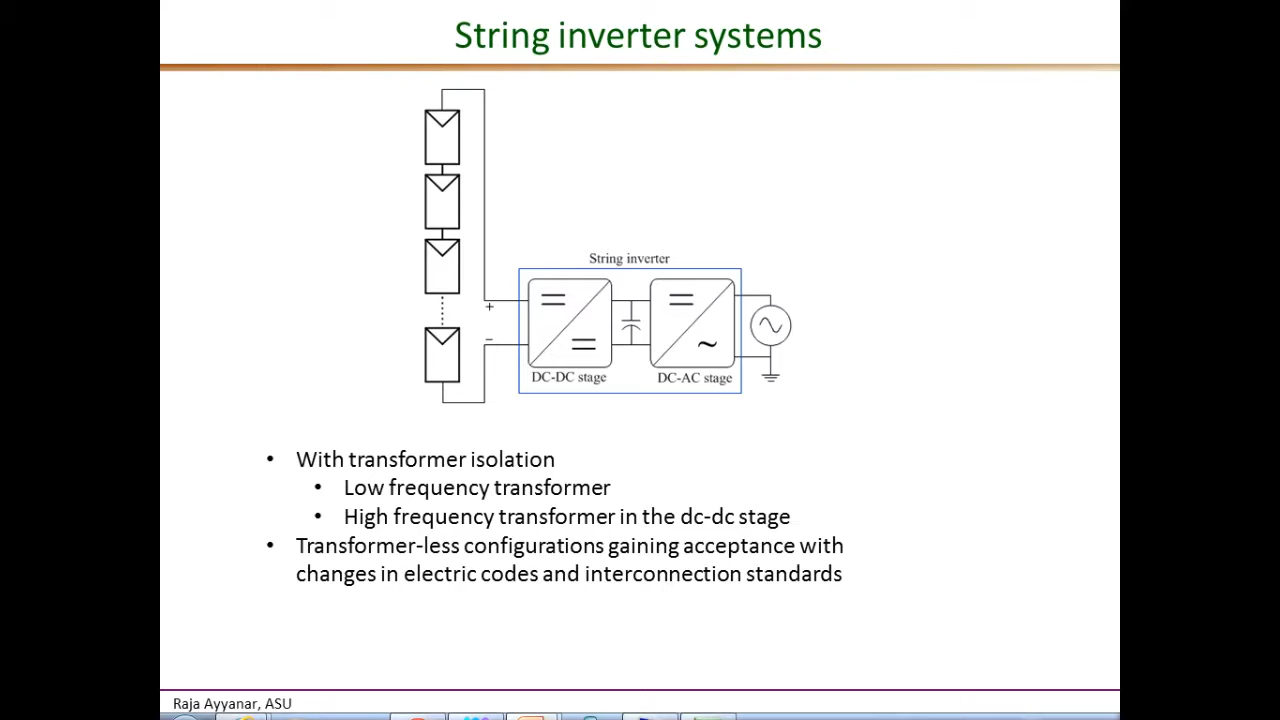 String inverter systems
String inverter
+
−
DC-DC stage
DC-AC stage
• With transformer isolation
• Low frequency transformer
• High frequency transformer in the dc-dc stage
• Transformer-less configurations gaining acceptance with
changes in electric codes and interconnection standards
Raja Ayyanar, ASU